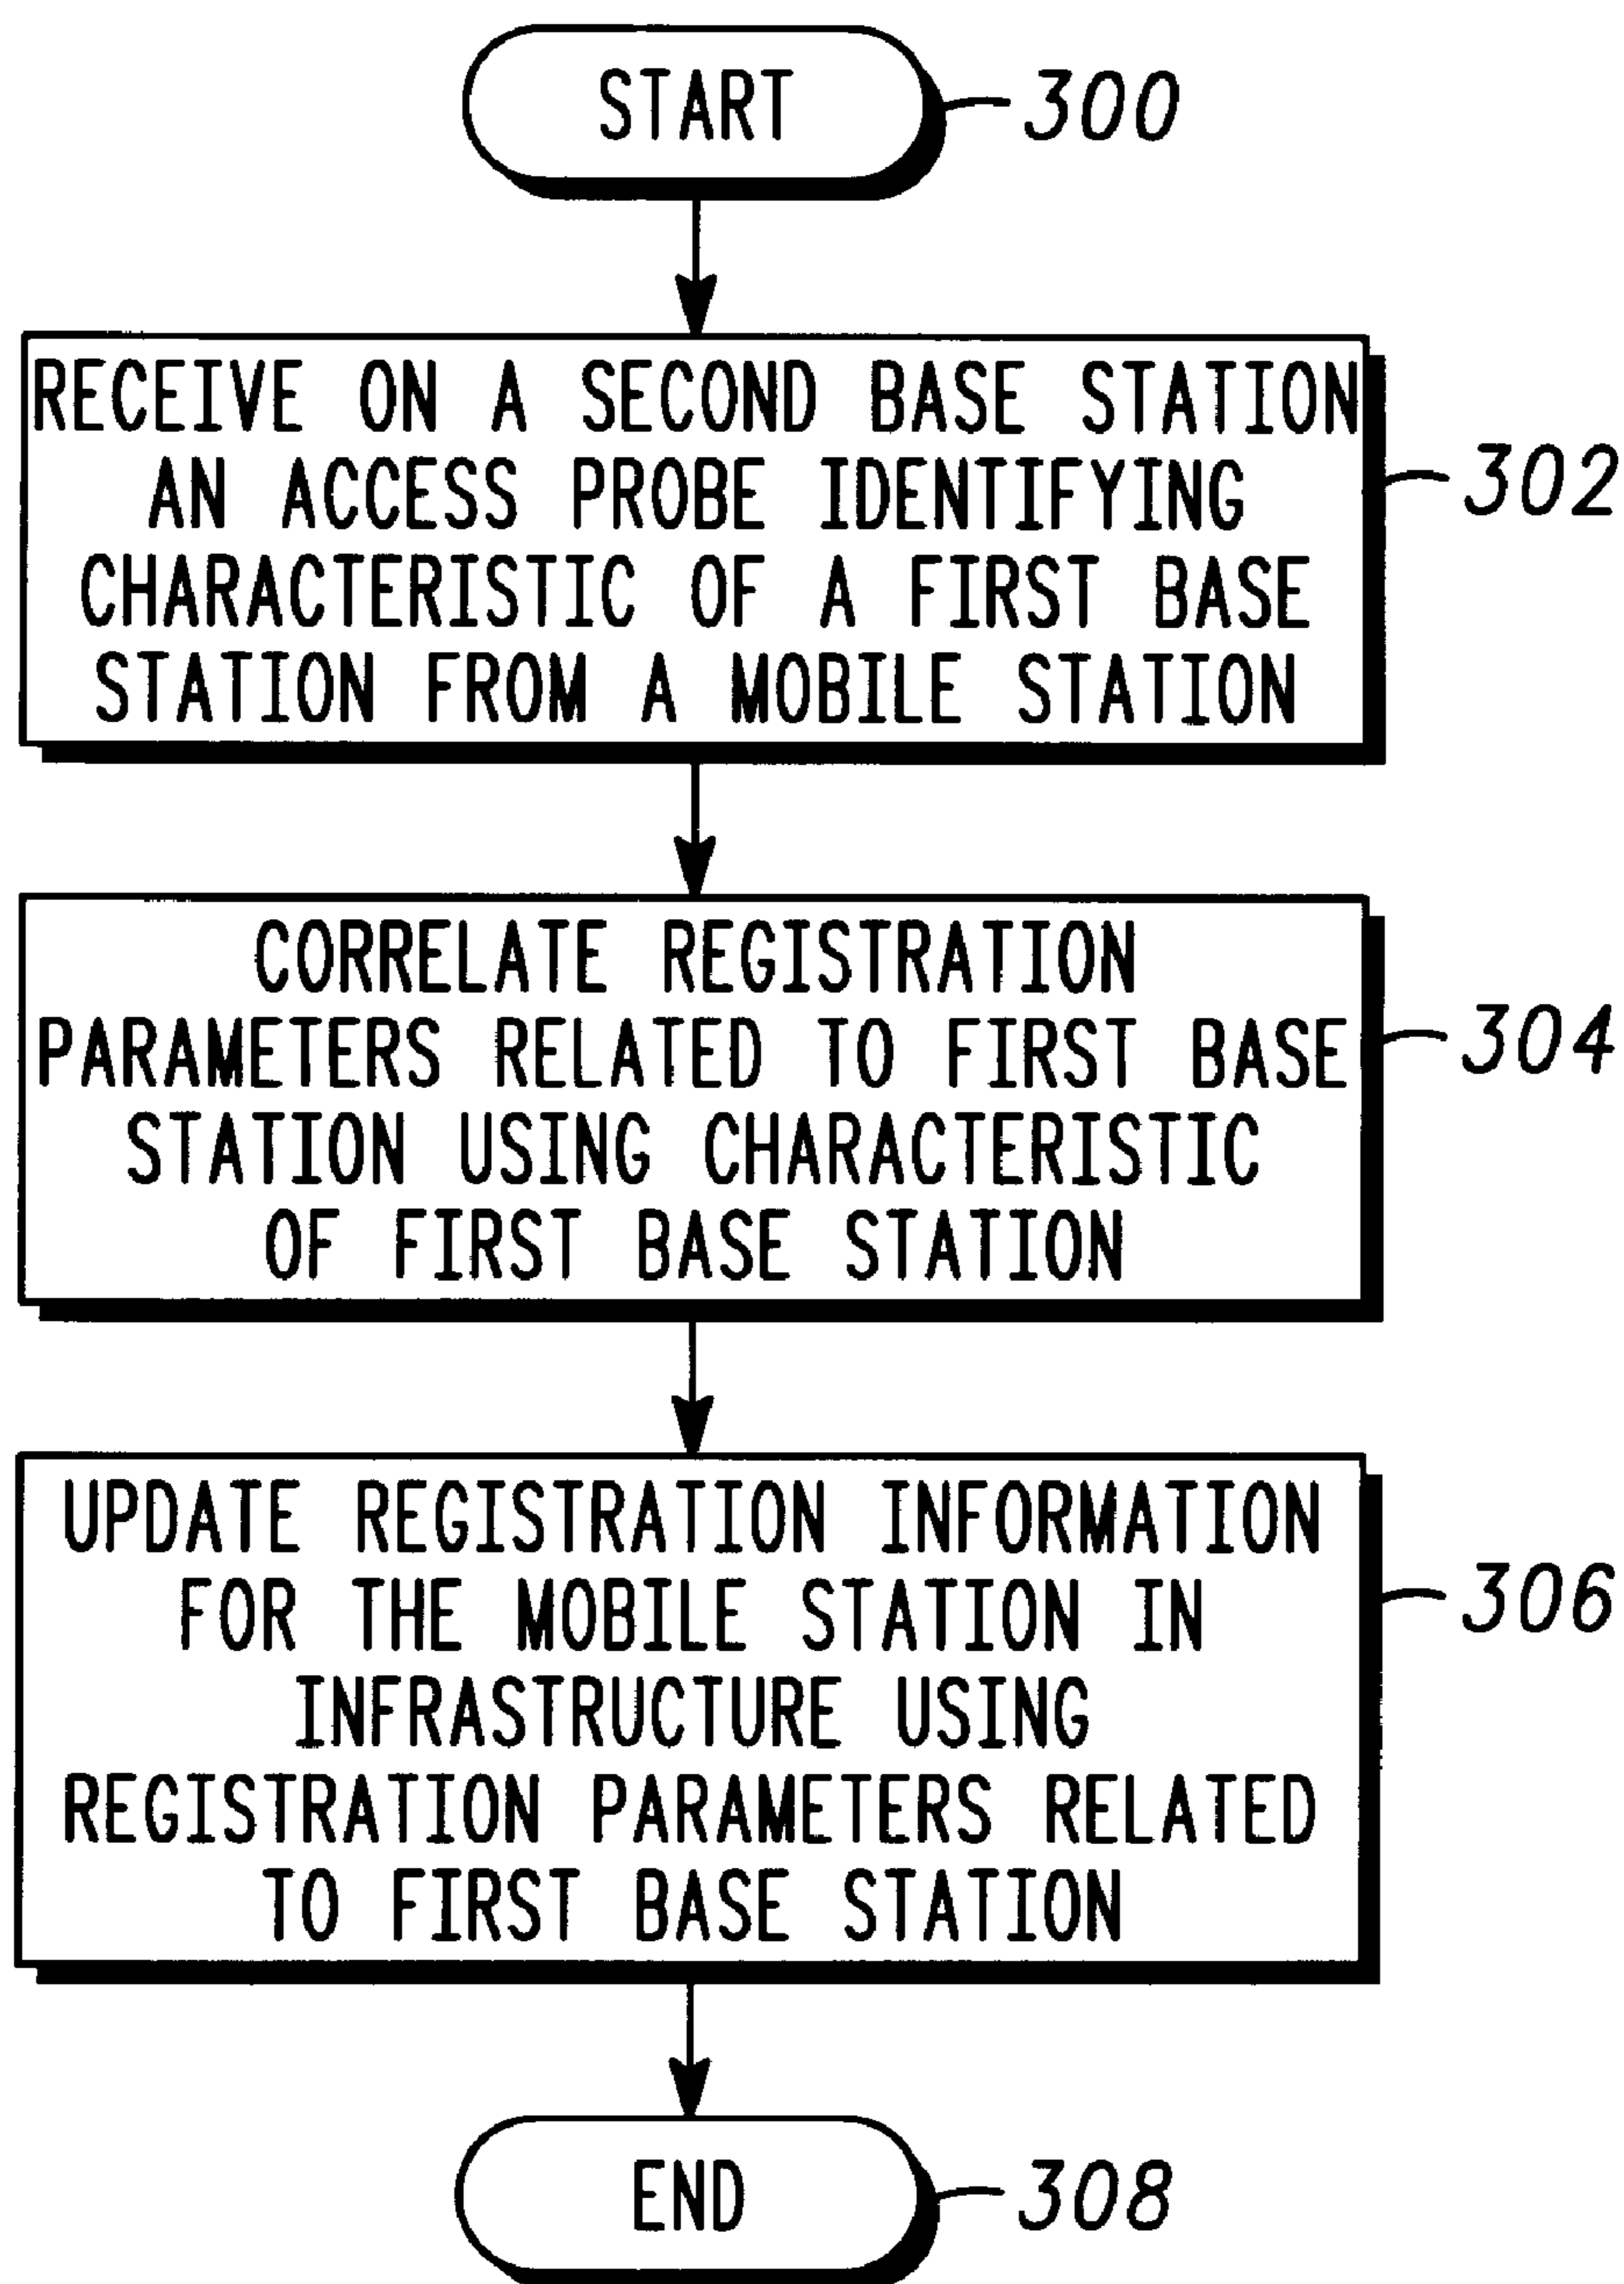 START
300
RECEIVE ON A SECOND BASE STATION
AN ACCESS PROBE IDENTIFYING
CHARACTERISTIC OF A FIRST BASE
STATION FROM A MOBILE STATION
302
CORRELATE REGISTRATION
PARAMETERS RELATED TO FIRST BASE
STATION USING CHARACTERISTIC
OF FIRST BASE STATION
304
UPDATE REGISTRATION INFORMATION
FOR THE MOBILE STATION IN
INFRASTRUCTURE USING
REGISTRATION PARAMETERS RELATED
TO FIRST BASE STATION
306
END
308